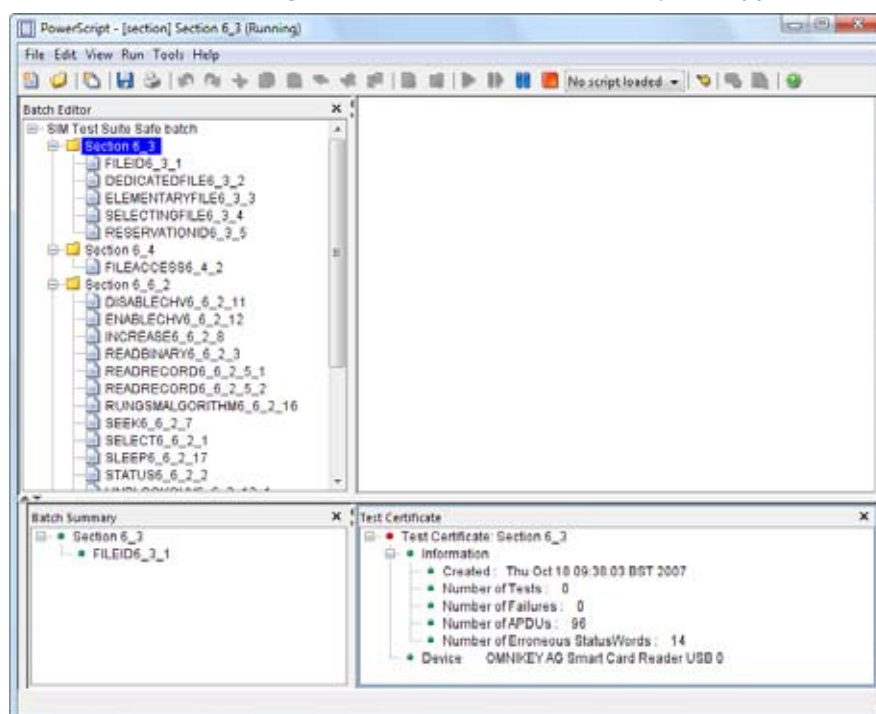 PowerScript - [section] Section 6_3 (Running)
File Edit View Run Tools Help
No script loaded
Batch Editor
SIM Test Suite Safe batch
Section 6_3
FILEID6_3_1
DEDICATEDFILE6_3_2
ELEMENTARYFILE6_3_3
SELECTINGFILE6_3_4
RESERVATIONID6_3_5
Section 6_4
FILEACCESS6_4_2
Section 6_6_2
DISABLECHV6_6_2_11
ENABLECHV6_6_2_12
INCREASE6_6_2_8
READBINARY6_6_2_3
READRECORD6_6_2_5_1
READRECORD6_6_2_5_2
RUNGSMALGORITHM6_6_2_16
SEEK6_6_2_7
SELECT6_6_2_1
SLEEP6_6_2_17
STATUS6_6_2_2
Batch Summary
Section 6_3
FILEID6_3_1
Test Certificate
Test Certificate: Section 6_3
Information
Created : Thu Oct 18 09:38:03 BST 2007
Number of Tests : 0
Number of Failures : 0
Number of APDUs : 96
Number of Erroneous StatusWords : 14
Device OMNIKEY AG Smart Card Reader USB 0